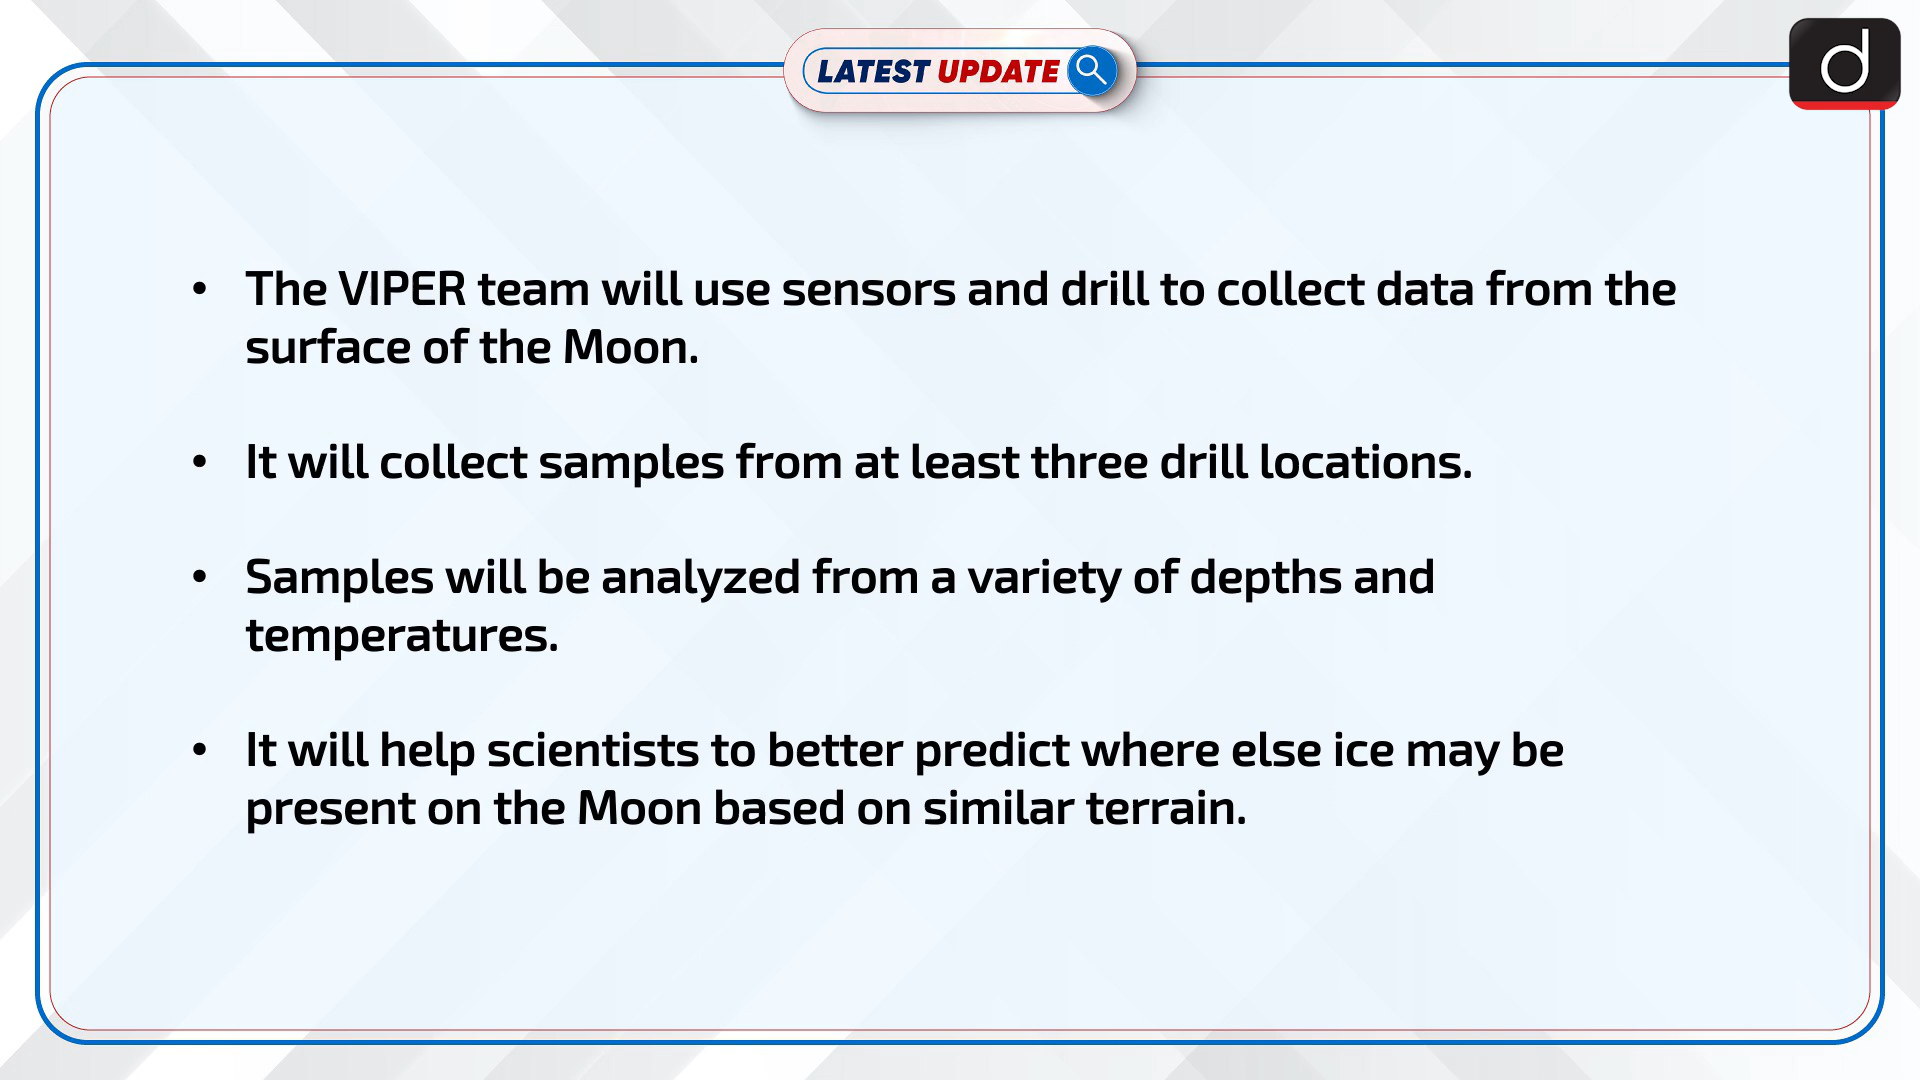 LATEST UPDATE
d
• The VIPER team will use sensors and drill to collect data from the
surface of the Moon.
• It will collect samples from at least three drill locations.
• Samples will be analyzed from a variety of depths and
temperatures.
• It will help scientists to better predict where else ice may be
present on the Moon based on similar terrain.